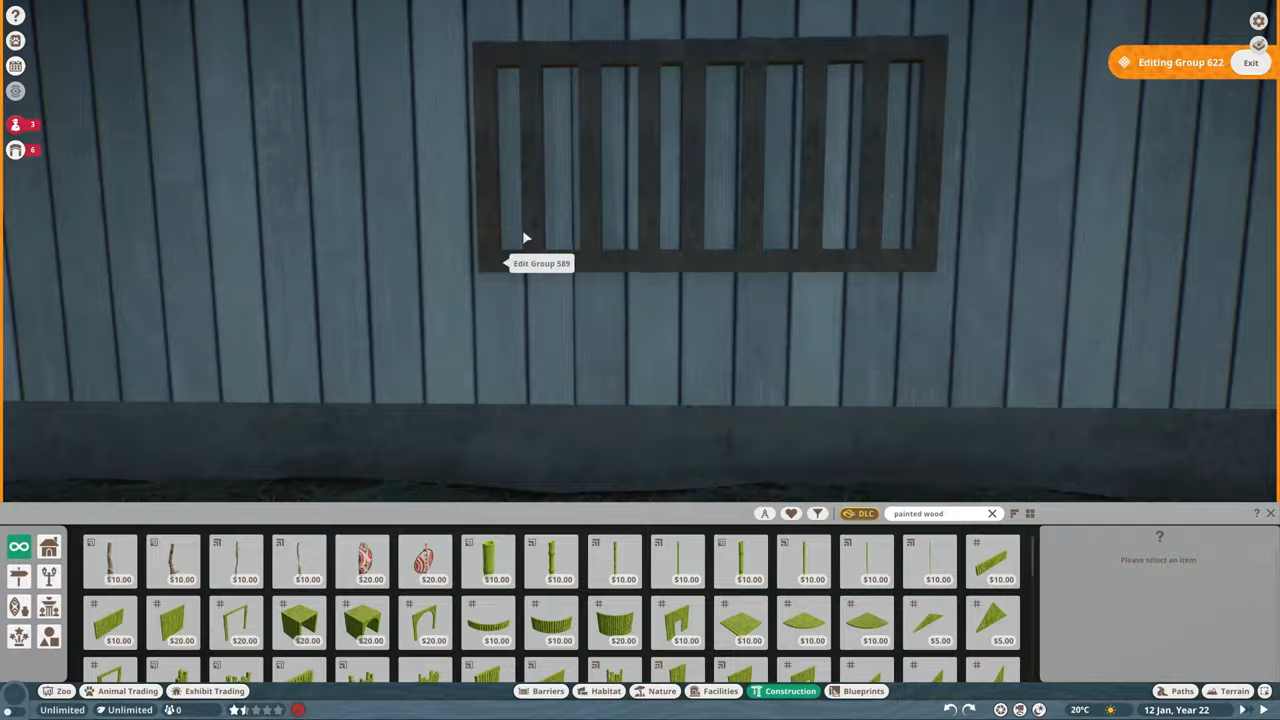 ?
3
6
Editing Group 622 Exit
Edit Group 589
DLC painted wood
?
$10.00 $10.00 $10.00 $10.00 $20.00 $20.00 $10.00 $10.00 $10.00 $10.00 $10.00 $10.00 $10.00 $10.00 $10.00
?
Please select an item
$10.00 $10.00 $20.00 $20.00 $20.00 $20.00 $10.00 $10.00 $20.00 $10.00 $10.00 $10.00 $10.00 $5.00 $5.00
Zoo Animal Trading Exhibit Trading Barriers Habitat Nature Facilities Construction Blueprints Paths Terrain
Unlimited Unlimited 0 20°C 12 Jan, Year 22